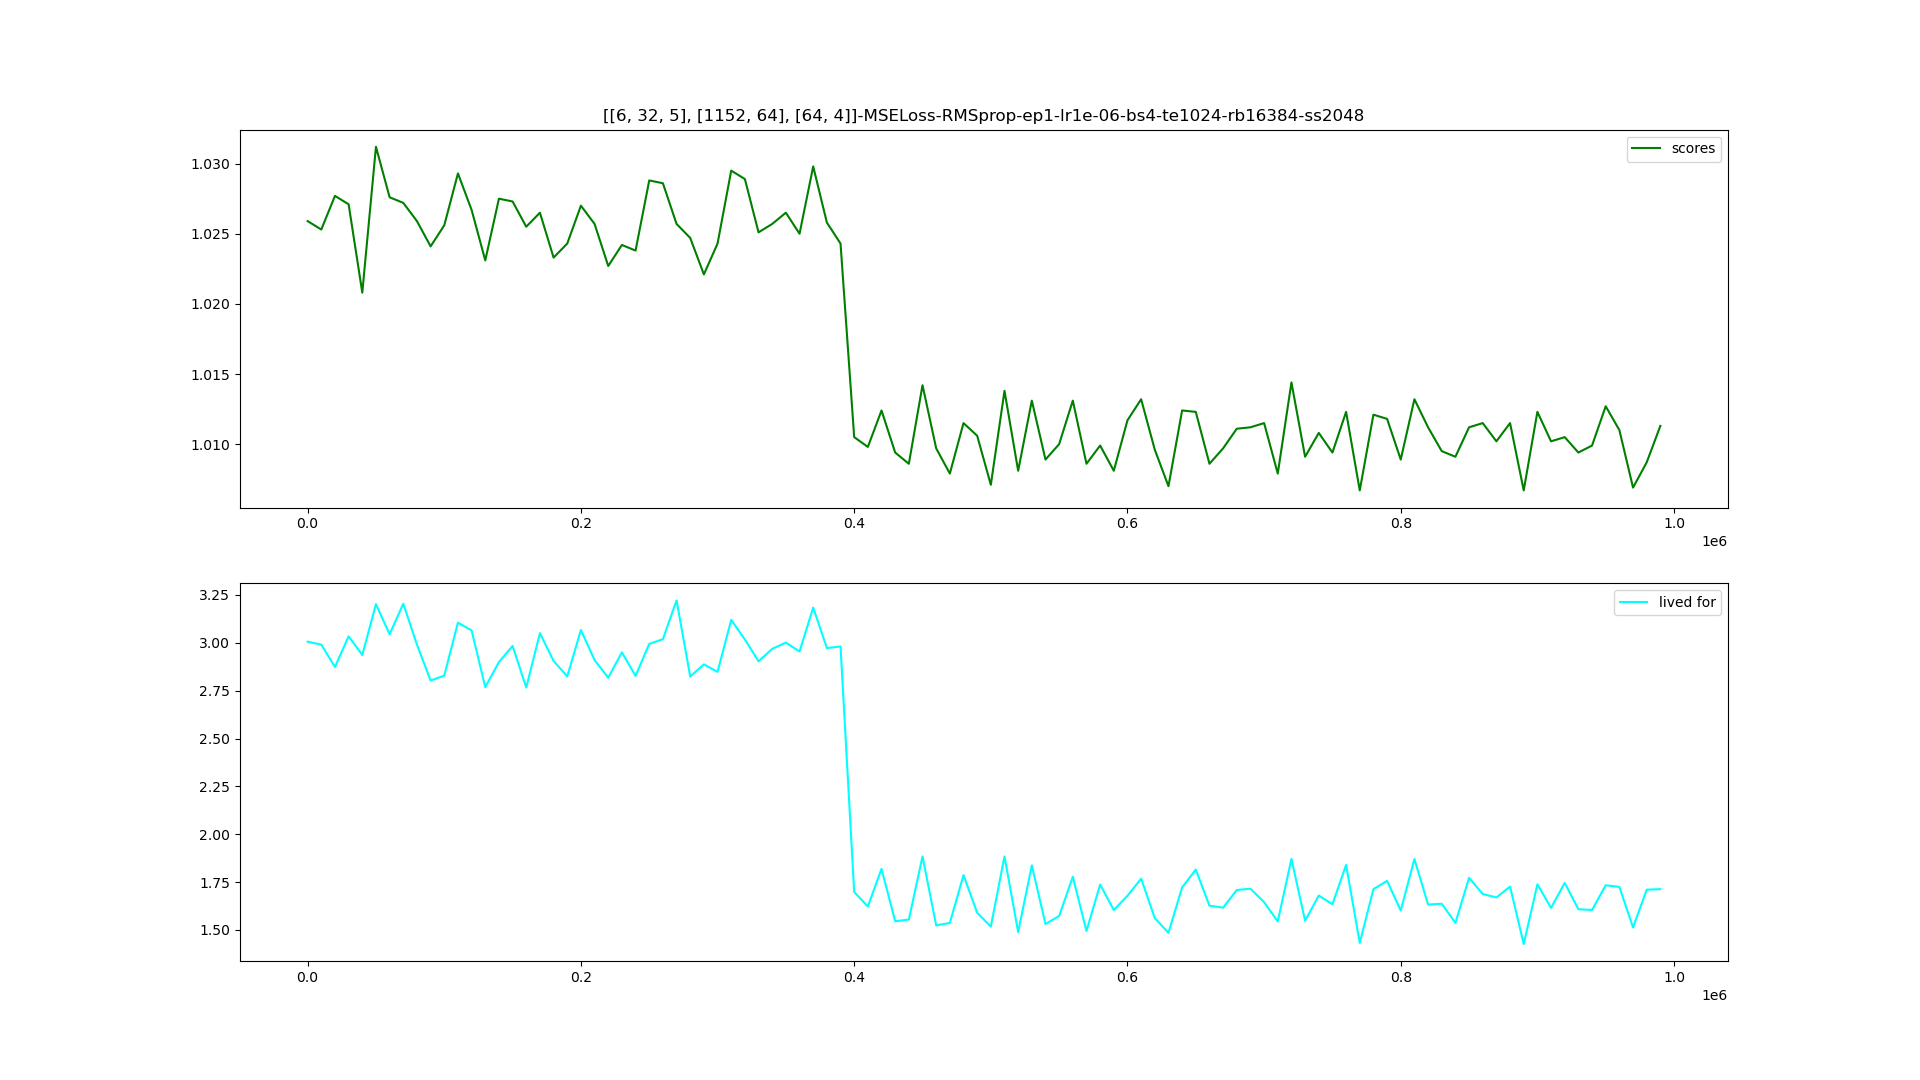 [[6, 32, 5], [1152, 64], [64, 4]]-MSELoss-RMSprop-ep1-lr1e-06-bs4-te1024-rb16384-ss2048
scores
1.030
1.025
1.020
1.015
1.010
0.0 0.2 0.4 0.6 0.8 1.0
1e6
lived for
3.25
3.00
2.75
2.50
2.25
2.00
1.75
1.50
0.0 0.2 0.4 0.6 0.8 1.0
1e6